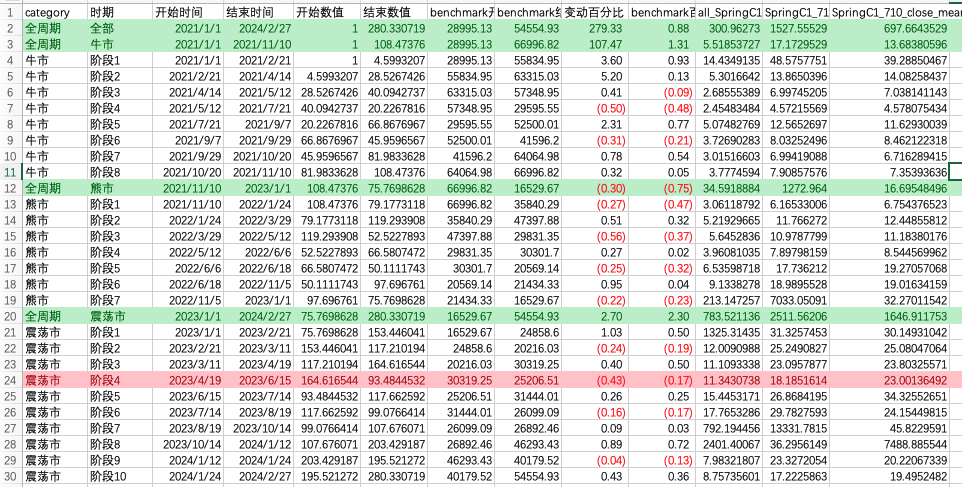 1 category 时期 开始时间 结束时间 开始数值 结束数值 benchmark benchmark 变动百分比 benchmark百 all_SpringC1 SpringC1_71 SpringC1_710_close_mea
2 全周期 全部 2021/1/1 2024/2/27 1 280.330719 28995.13 54554.93 279.33 0.88 300.96273 1527.55529 697.6643529
3 全周期 牛市 2021/1/1 2021/11/10 1 108.47376 28995.13 66996.82 107.47 1.31 5.51853727 17.1729529 13.68380596
4 牛市 阶段1 2021/1/1 2021/2/21 1 4.5993207 28995.13 55834.95 3.60 0.93 14.4349135 48.5757751 39.28850467
5 牛市 阶段2 2021/2/21 2021/4/14 4.5993207 28.5267426 55834.95 63315.03 5.20 0.13 5.3016642 13.8650396 14.08258437
6 牛市 阶段3 2021/4/14 2021/5/12 28.5267426 40.0942737 63315.03 57348.95 0.41 (0.09) 2.68555389 6.99745205 7.038141143
7 牛市 阶段4 2021/5/12 2021/7/21 40.0942737 20.2267816 57348.95 29595.55 (0.50) (0.48) 2.45483484 4.57215569 4.578075434
8 牛市 阶段5 2021/7/21 2021/9/7 20.2267816 66.8676967 29595.55 52500.01 2.31 0.77 5.07482769 12.5652697 11.62930039
9 牛市 阶段6 2021/9/7 2021/9/29 66.8676967 45.9596567 52500.01 41596.2 (0.31) (0.21) 3.72690283 8.03252496 8.462122318
10 牛市 阶段7 2021/9/29 2021/10/20 45.9596567 81.9833628 41596.2 64064.98 0.78 0.54 3.01516603 6.99419088 6.716289415
11 牛市 阶段8 2021/10/20 2021/11/10 81.9833628 108.47376 64064.98 66996.82 0.32 0.05 3.7774594 7.90857576 7.35393636
12 全周期 熊市 2021/11/10 2023/1/1 108.47376 75.7698628 66996.82 16529.67 (0.30) (0.75) 34.5918884 1272.964 16.69548496
13 熊市 阶段1 2021/11/10 2022/1/24 108.47376 79.1773118 66996.82 35840.29 (0.27) (0.47) 3.06118792 6.16533006 6.754376523
14 熊市 阶段2 2022/1/24 2022/3/29 79.1773118 119.293908 35840.29 47397.88 0.51 0.32 5.21929665 11.766272 12.44855812
15 熊市 阶段3 2022/3/29 2022/5/12 119.293908 52.5227893 47397.88 29831.35 (0.56) (0.37) 5.6452836 10.9787799 11.18380176
16 熊市 阶段4 2022/5/12 2022/6/6 52.5227893 66.5807472 29831.35 30301.7 0.27 0.02 3.96081035 7.89798159 8.544569962
17 熊市 阶段5 2022/6/6 2022/6/18 66.5807472 50.1111743 30301.7 20569.14 (0.25) (0.32) 6.53598718 17.736212 19.27057068
18 熊市 阶段6 2022/6/18 2022/11/5 50.1111743 97.696761 20569.14 21434.33 0.95 0.04 9.1338278 18.9895528 19.01634159
19 熊市 阶段7 2022/11/5 2023/1/1 97.696761 75.7698628 21434.33 16529.67 (0.22) (0.23) 213.147257 7033.05091 32.27011542
20 全周期 震荡市 2023/1/1 2024/2/27 75.7698628 280.330719 16529.67 54554.93 2.70 2.30 783.521136 2511.56206 1646.911753
21 震荡市 阶段1 2023/1/1 2023/2/21 75.7698628 153.446041 16529.67 24858.6 1.03 0.50 1325.31435 31.3257453 30.14931042
22 震荡市 阶段2 2023/2/21 2023/3/11 153.446041 117.210194 24858.6 20216.03 (0.24) (0.19) 12.0090988 25.2490827 25.08047064
23 震荡市 阶段3 2023/3/11 2023/4/19 117.210194 164.616544 20216.03 30319.25 0.40 0.50 11.1093338 23.0957877 23.80325571
24 震荡市 阶段4 2023/4/19 2023/6/15 164.616544 93.4844532 30319.25 25206.51 (0.43) (0.17) 11.3430738 18.1851614 23.00136492
25 震荡市 阶段5 2023/6/15 2023/7/14 93.4844532 117.662592 25206.51 31444.01 0.26 0.25 15.4453171 26.8684195 34.32552651
26 震荡市 阶段6 2023/7/14 2023/8/19 117.662592 99.0766414 31444.01 26099.09 (0.16) (0.17) 17.7653286 29.7827593 24.15449815
27 震荡市 阶段7 2023/8/19 2023/10/14 99.0766414 107.676071 26099.09 26892.46 0.09 0.03 792.194456 13331.7815 45.8229591
28 震荡市 阶段8 2023/10/14 2024/1/12 107.676071 203.429187 26892.46 46293.43 0.89 0.72 2401.40067 36.2956149 7488.885544
29 震荡市 阶段9 2024/1/12 2024/1/24 203.429187 195.521272 46293.43 40179.52 (0.04) (0.13) 7.98321807 23.3272054 20.22067339
30 震荡市 阶段10 2024/1/24 2024/2/27 195.521272 280.330719 40179.52 54554.93 0.43 0.36 8.75735601 17.2225863 19.4952482